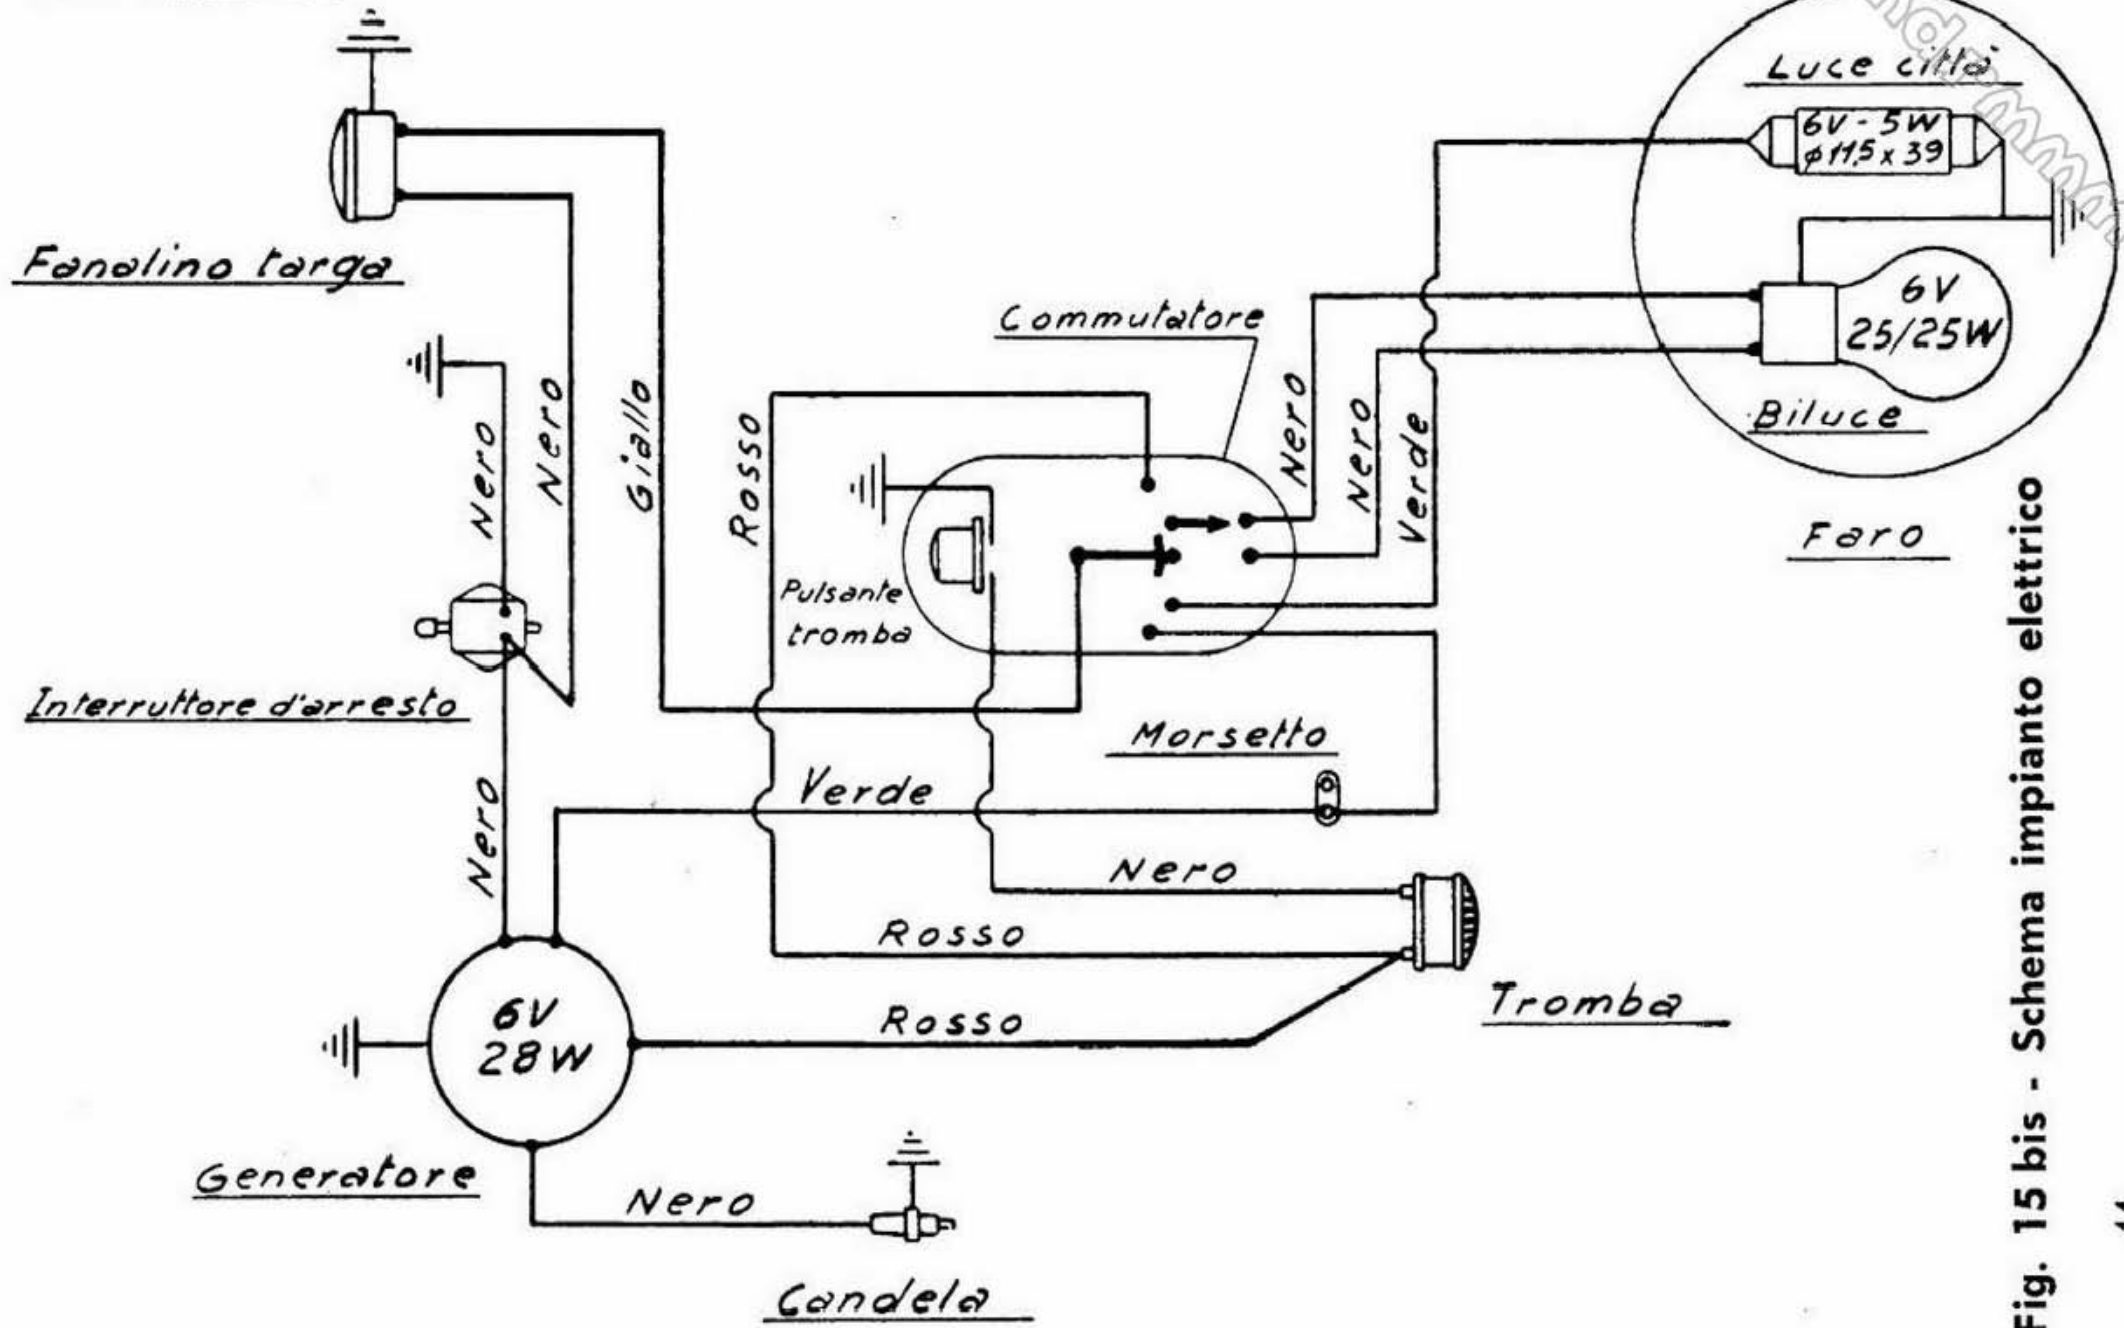 Luce città
6V - 5W
φ 11,5 x 39
Fanalino targa
6V
25/25W
Commutatore
Biluce
Nero
Nero
Giallo
Rosso
Nero
Nero
Verde
Faro
Pulsante
tromba
Interruttore d'arresto
Morsetto
Verde
Nero
Nero
Rosso
Tromba
6V
28W
Rosso
Generatore
Nero
Candela
Fig. 15 bis - Schema impianto elettrico